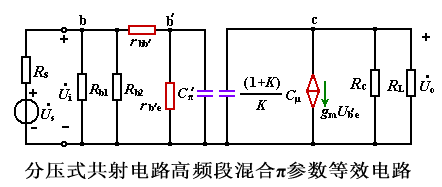 b
b′
c
+
r bb′
+
Rs
U̇i
Rb1
Rb2
rb′e
C′π
(1+K)
K
Cμ
gmU̇b′e
Rc
RL
U̇o
+
U̇s
−
−
−
分压式共射电路高频段混合π参数等效电路